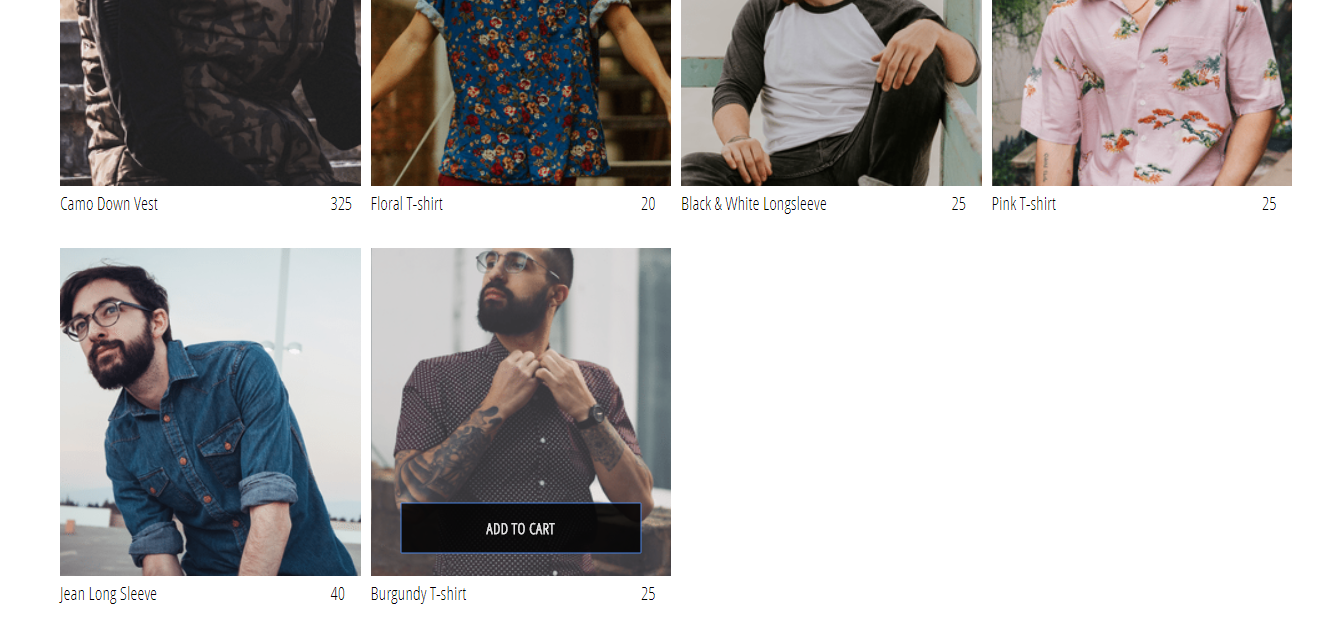 Camo Down Vest 325
Floral T-shirt 20
Black & White Longsleeve 25
Pink T-shirt 25
ADD TO CART
Jean Long Sleeve 40
Burgundy T-shirt 25